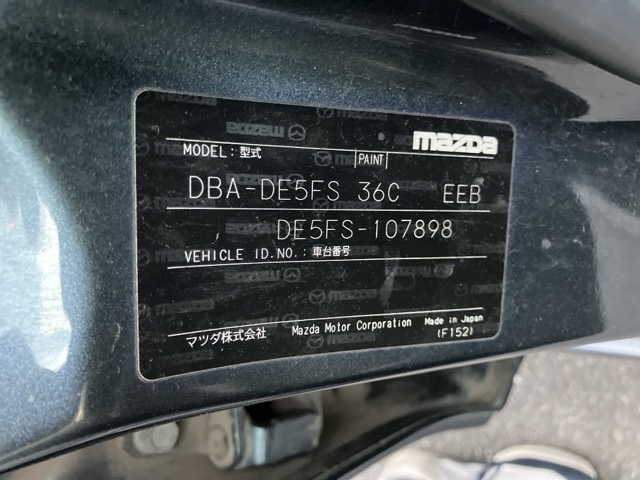 mazda
MODEL:型式 PAINT
DBA-DE5FS 36C EEB
DE5FS-107898
VEHICLE ID.NO.:車台番号
マツダ株式会社 Mazda Motor Corporation Made in Japan
(F152)